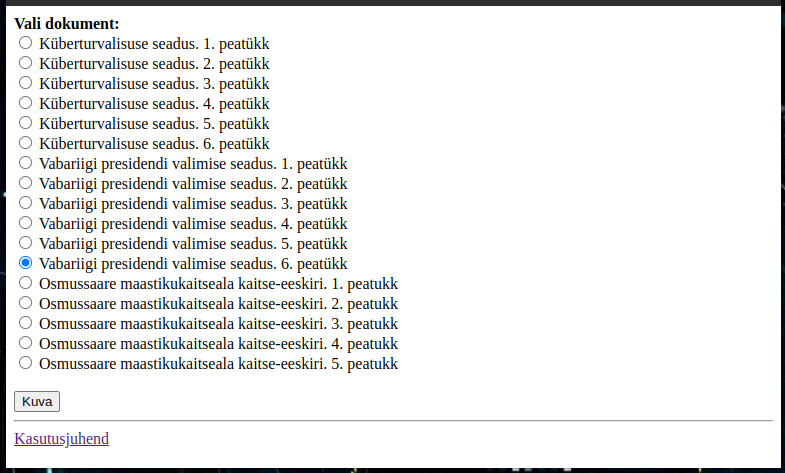 Vali dokument:
Küberturvalisuse seadus. 1. peatükk
Küberturvalisuse seadus. 2. peatükk
Küberturvalisuse seadus. 3. peatükk
Küberturvalisuse seadus. 4. peatükk
Küberturvalisuse seadus. 5. peatükk
Küberturvalisuse seadus. 6. peatükk
Vabariigi presidendi valimise seadus. 1. peatükk
Vabariigi presidendi valimise seadus. 2. peatükk
Vabariigi presidendi valimise seadus. 3. peatükk
Vabariigi presidendi valimise seadus. 4. peatükk
Vabariigi presidendi valimise seadus. 5. peatükk
Vabariigi presidendi valimise seadus. 6. peatükk
Osmussaare maastikukaitseala kaitse-eeskiri. 1. peatukk
Osmussaare maastikukaitseala kaitse-eeskiri. 2. peatukk
Osmussaare maastikukaitseala kaitse-eeskiri. 3. peatukk
Osmussaare maastikukaitseala kaitse-eeskiri. 4. peatukk
Osmussaare maastikukaitseala kaitse-eeskiri. 5. peatukk
Kuva
Kasutusjuhend